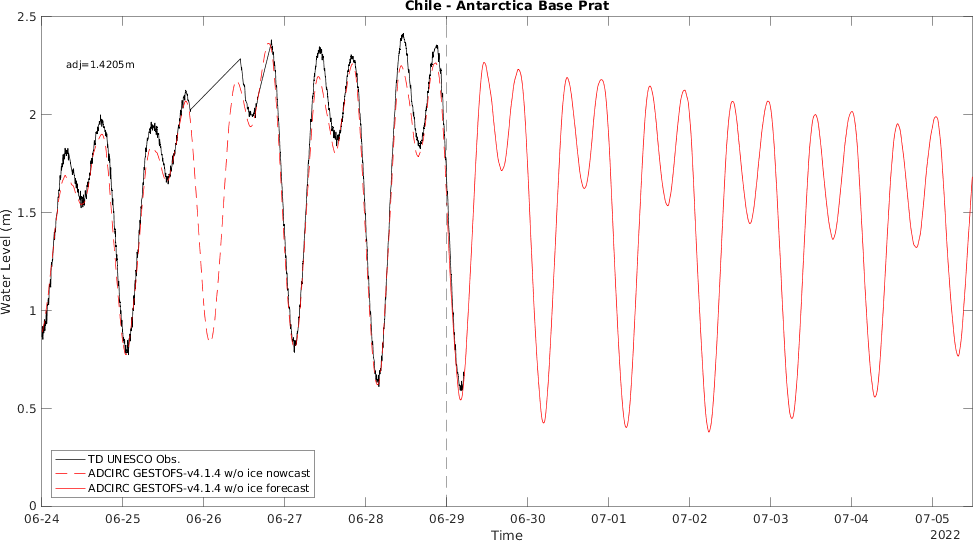 Chile - Antarctica Base Prat
2.5
adj=1.4205m
2
1.5
Water Level (m)
1
0.5
TD UNESCO Obs.
ADCIRC GESTOFS-v4.1.4 w/o ice nowcast
ADCIRC GESTOFS-v4.1.4 w/o ice forecast
0
06-24 06-25 06-26 06-27 06-28 06-29 06-30 07-01 07-02 07-03 07-04 07-05
Time 2022